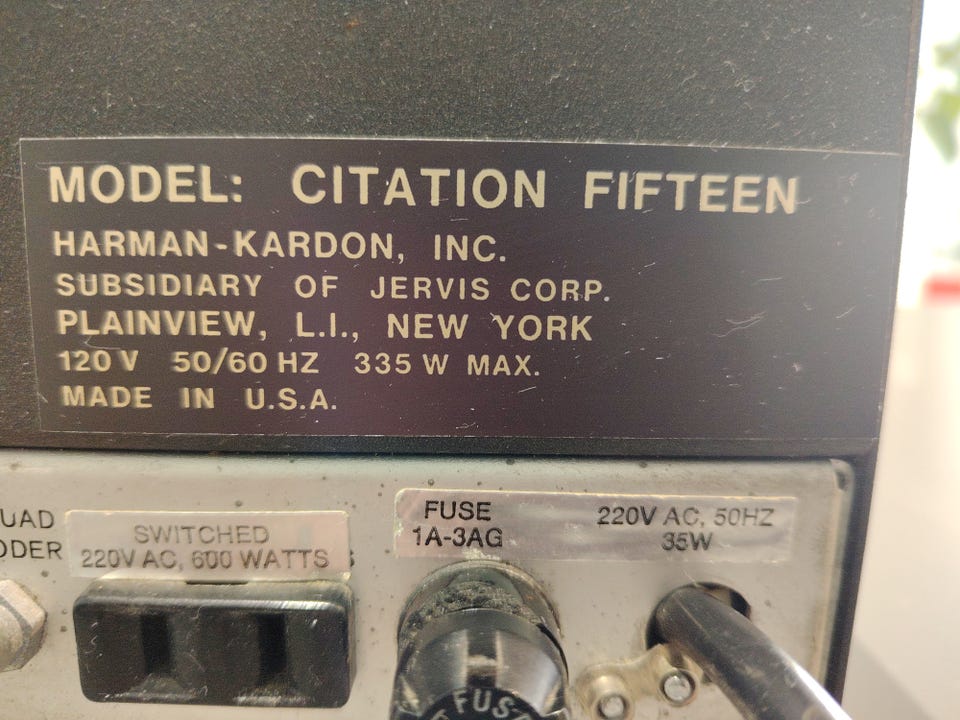 MODEL: CITATION FIFTEEN
HARMAN-KARDON, INC.
SUBSIDIARY OF JERVIS CORP.
PLAINVIEW, L.I., NEW YORK
120 V 50/60 HZ 335 W MAX.
MADE IN U.S.A.
SWITCHED
220V AC, 600 WATTS
FUSE
1A-3AG
220V AC, 50HZ
35W
FUSE